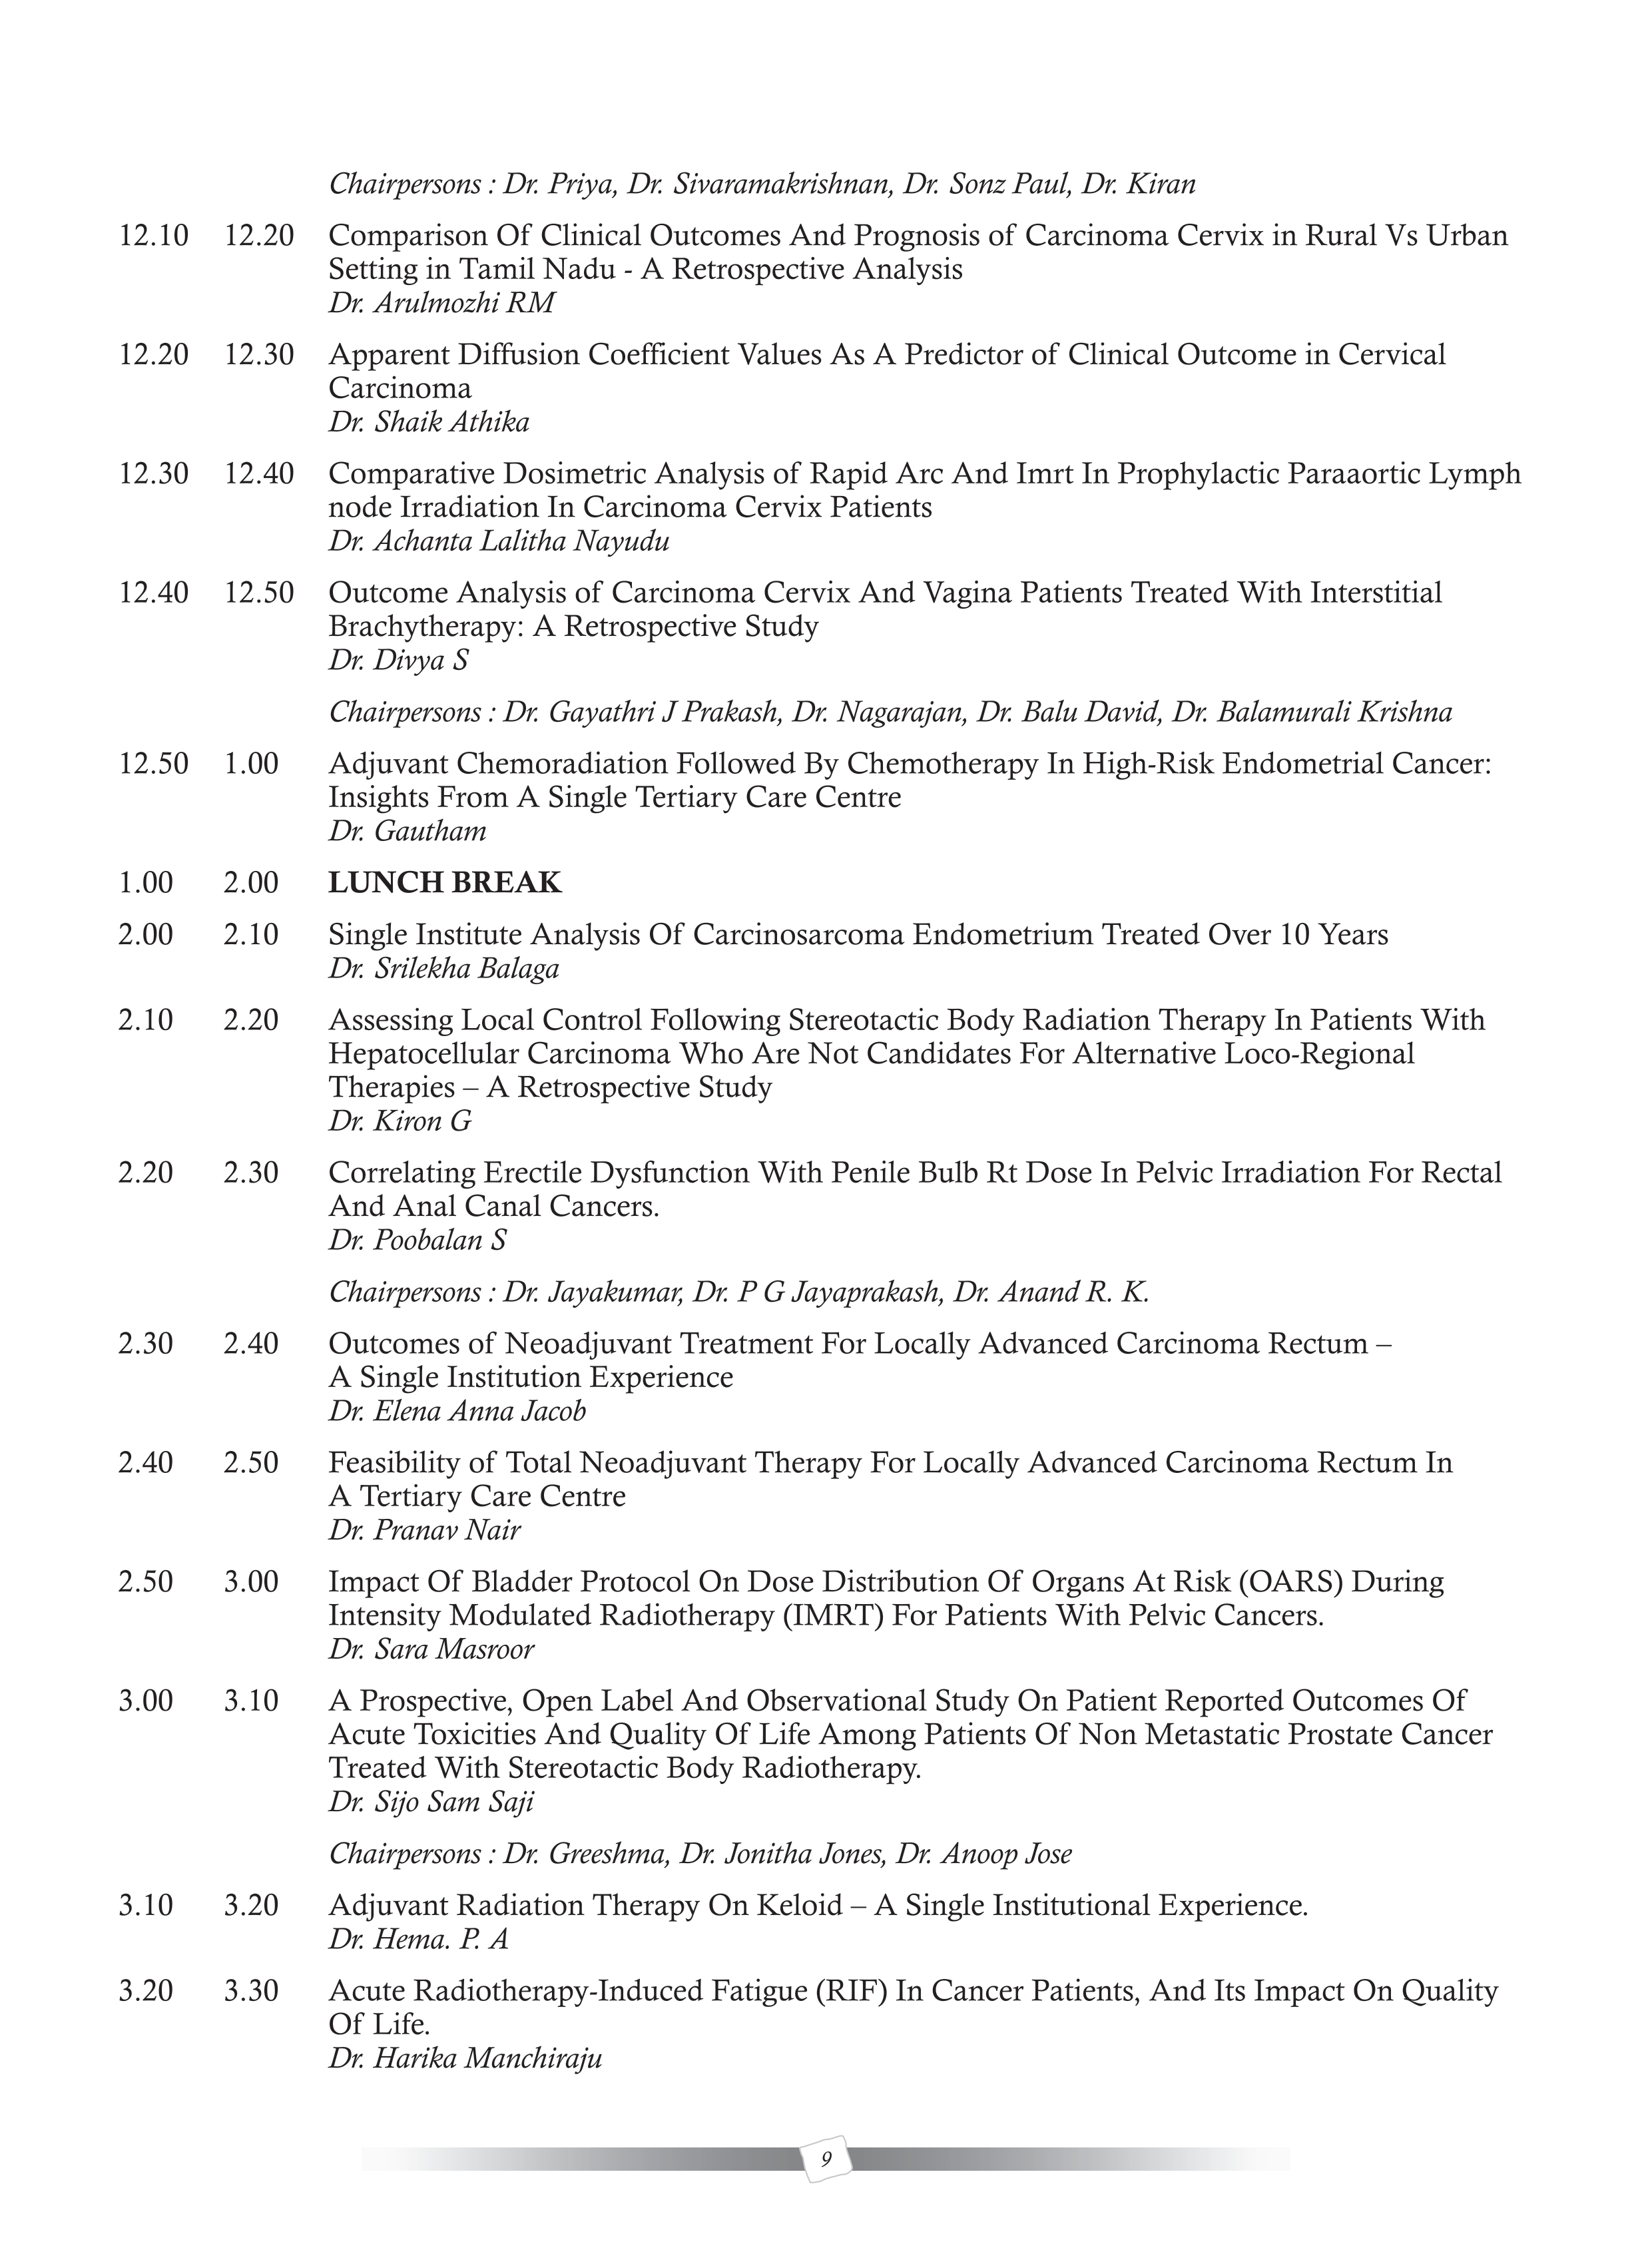 Chairpersons : Dr. Priya, Dr. Sivaramakrishnan, Dr. Sonz Paul, Dr. Kiran
12.10 12.20 Comparison Of Clinical Outcomes And Prognosis of Carcinoma Cervix in Rural Vs Urban
Setting in Tamil Nadu - A Retrospective Analysis
Dr. Arulmozhi RM
12.20 12.30 Apparent Diffusion Coefficient Values As A Predictor of Clinical Outcome in Cervical
Carcinoma
Dr. Shaik Athika
12.30 12.40 Comparative Dosimetric Analysis of Rapid Arc And Imrt In Prophylactic Paraaortic Lymph
node Irradiation In Carcinoma Cervix Patients
Dr. Achanta Lalitha Nayudu
12.40 12.50 Outcome Analysis of Carcinoma Cervix And Vagina Patients Treated With Interstitial
Brachytherapy: A Retrospective Study
Dr. Divya S
Chairpersons : Dr. Gayathri J Prakash, Dr. Nagarajan, Dr. Balu David, Dr. Balamurali Krishna
12.50 1.00 Adjuvant Chemoradiation Followed By Chemotherapy In High-Risk Endometrial Cancer:
Insights From A Single Tertiary Care Centre
Dr. Gautham
1.00 2.00 LUNCH BREAK
2.00 2.10 Single Institute Analysis Of Carcinosarcoma Endometrium Treated Over 10 Years
Dr. Srilekha Balaga
2.10 2.20 Assessing Local Control Following Stereotactic Body Radiation Therapy In Patients With
Hepatocellular Carcinoma Who Are Not Candidates For Alternative Loco-Regional
Therapies – A Retrospective Study
Dr. Kiron G
2.20 2.30 Correlating Erectile Dysfunction With Penile Bulb Rt Dose In Pelvic Irradiation For Rectal
And Anal Canal Cancers.
Dr. Poobalan S
Chairpersons : Dr. Jayakumar, Dr. P G Jayaprakash, Dr. Anand R. K.
2.30 2.40 Outcomes of Neoadjuvant Treatment For Locally Advanced Carcinoma Rectum –
A Single Institution Experience
Dr. Elena Anna Jacob
2.40 2.50 Feasibility of Total Neoadjuvant Therapy For Locally Advanced Carcinoma Rectum In
A Tertiary Care Centre
Dr. Pranav Nair
2.50 3.00 Impact Of Bladder Protocol On Dose Distribution Of Organs At Risk (OARS) During
Intensity Modulated Radiotherapy (IMRT) For Patients With Pelvic Cancers.
Dr. Sara Masroor
3.00 3.10 A Prospective, Open Label And Observational Study On Patient Reported Outcomes Of
Acute Toxicities And Quality Of Life Among Patients Of Non Metastatic Prostate Cancer
Treated With Stereotactic Body Radiotherapy.
Dr. Sijo Sam Saji
Chairpersons : Dr. Greeshma, Dr. Jonitha Jones, Dr. Anoop Jose
3.10 3.20 Adjuvant Radiation Therapy On Keloid – A Single Institutional Experience.
Dr. Hema. P. A
3.20 3.30 Acute Radiotherapy-Induced Fatigue (RIF) In Cancer Patients, And Its Impact On Quality
Of Life.
Dr. Harika Manchiraju
9